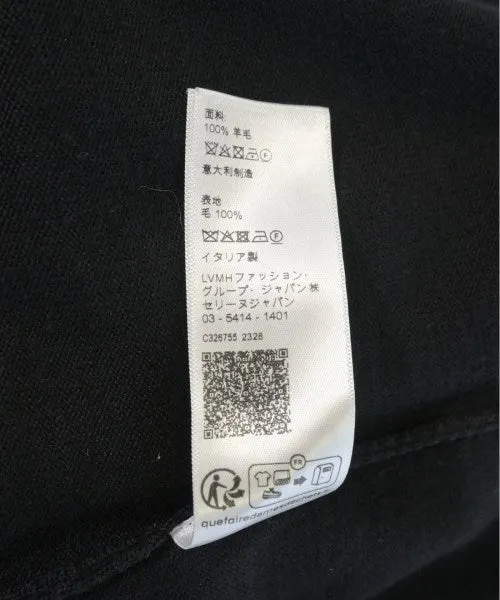 面料:
100% 羊毛
F
意大利制造
表地
毛 100%
F
イタリア製
LVMHファッション・
グループ・ジャパン㈱
セリーヌジャパン
03 - 5414 - 1401
C326755 2328
FR
quefairedemesdechets.fr